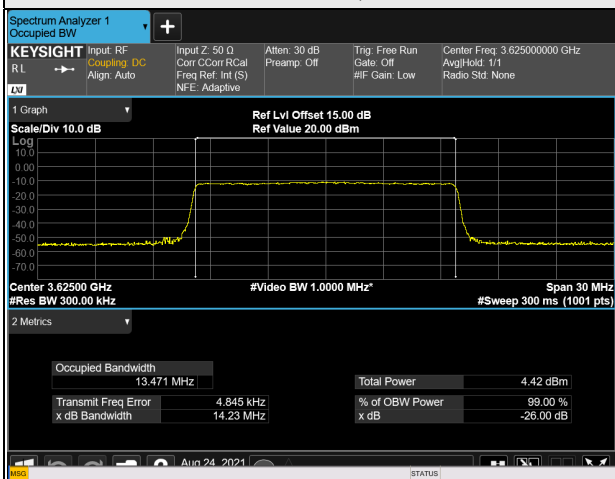 Spectrum Analyzer 1
Occupied BW
+
KEYSIGHT
RL
LXI
Input: RF
Coupling: DC
Align: Auto
Input Z: 50 Ω
Corr CCorr RCal
Freq Ref: Int (S)
NFE: Adaptive
Atten: 30 dB
Preamp: Off
Trig: Free Run
Gate: Off
#IF Gain: Low
Center Freq: 3.625000000 GHz
Avg|Hold: 1/1
Radio Std: None
1 Graph
Scale/Div 10.0 dB
Ref Lvl Offset 15.00 dB
Ref Value 20.00 dBm
Log
10.0
0.00
-10.0
-20.0
-30.0
-40.0
-50.0
-60.0
-70.0
Center 3.62500 GHz
#Video BW 1.0000 MHz*
Span 30 MHz
#Res BW 300.00 kHz
#Sweep 300 ms (1001 pts)
2 Metrics
Occupied Bandwidth
13.471 MHz
Total Power 4.42 dBm
Transmit Freq Error 4.845 kHz
% of OBW Power 99.00 %
x dB Bandwidth 14.23 MHz
x dB -26.00 dB
Aug 24, 2021
MSG
STATUS